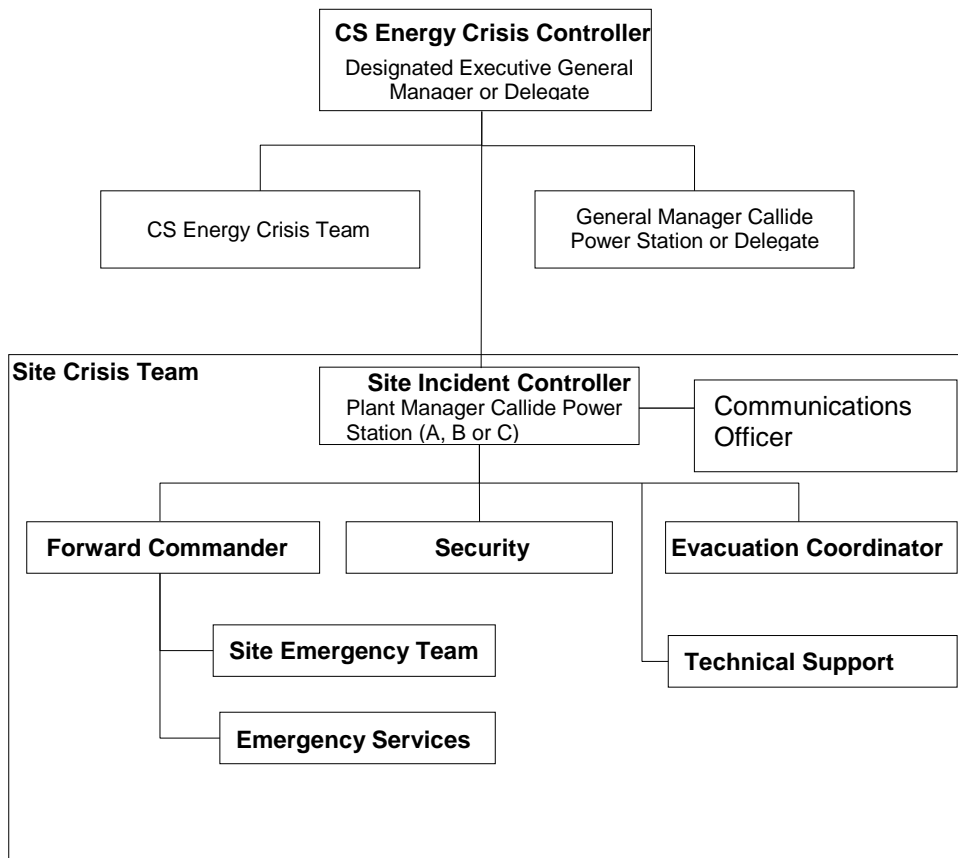 CS Energy Crisis Controller
Designated Executive General
Manager or Delegate
CS Energy Crisis Team
General Manager Callide
Power Station or Delegate
Site Crisis Team
Site Incident Controller
Plant Manager Callide Power
Station (A, B or C)
Communications
Officer
Forward Commander
Security
Evacuation Coordinator
Site Emergency Team
Technical Support
Emergency Services